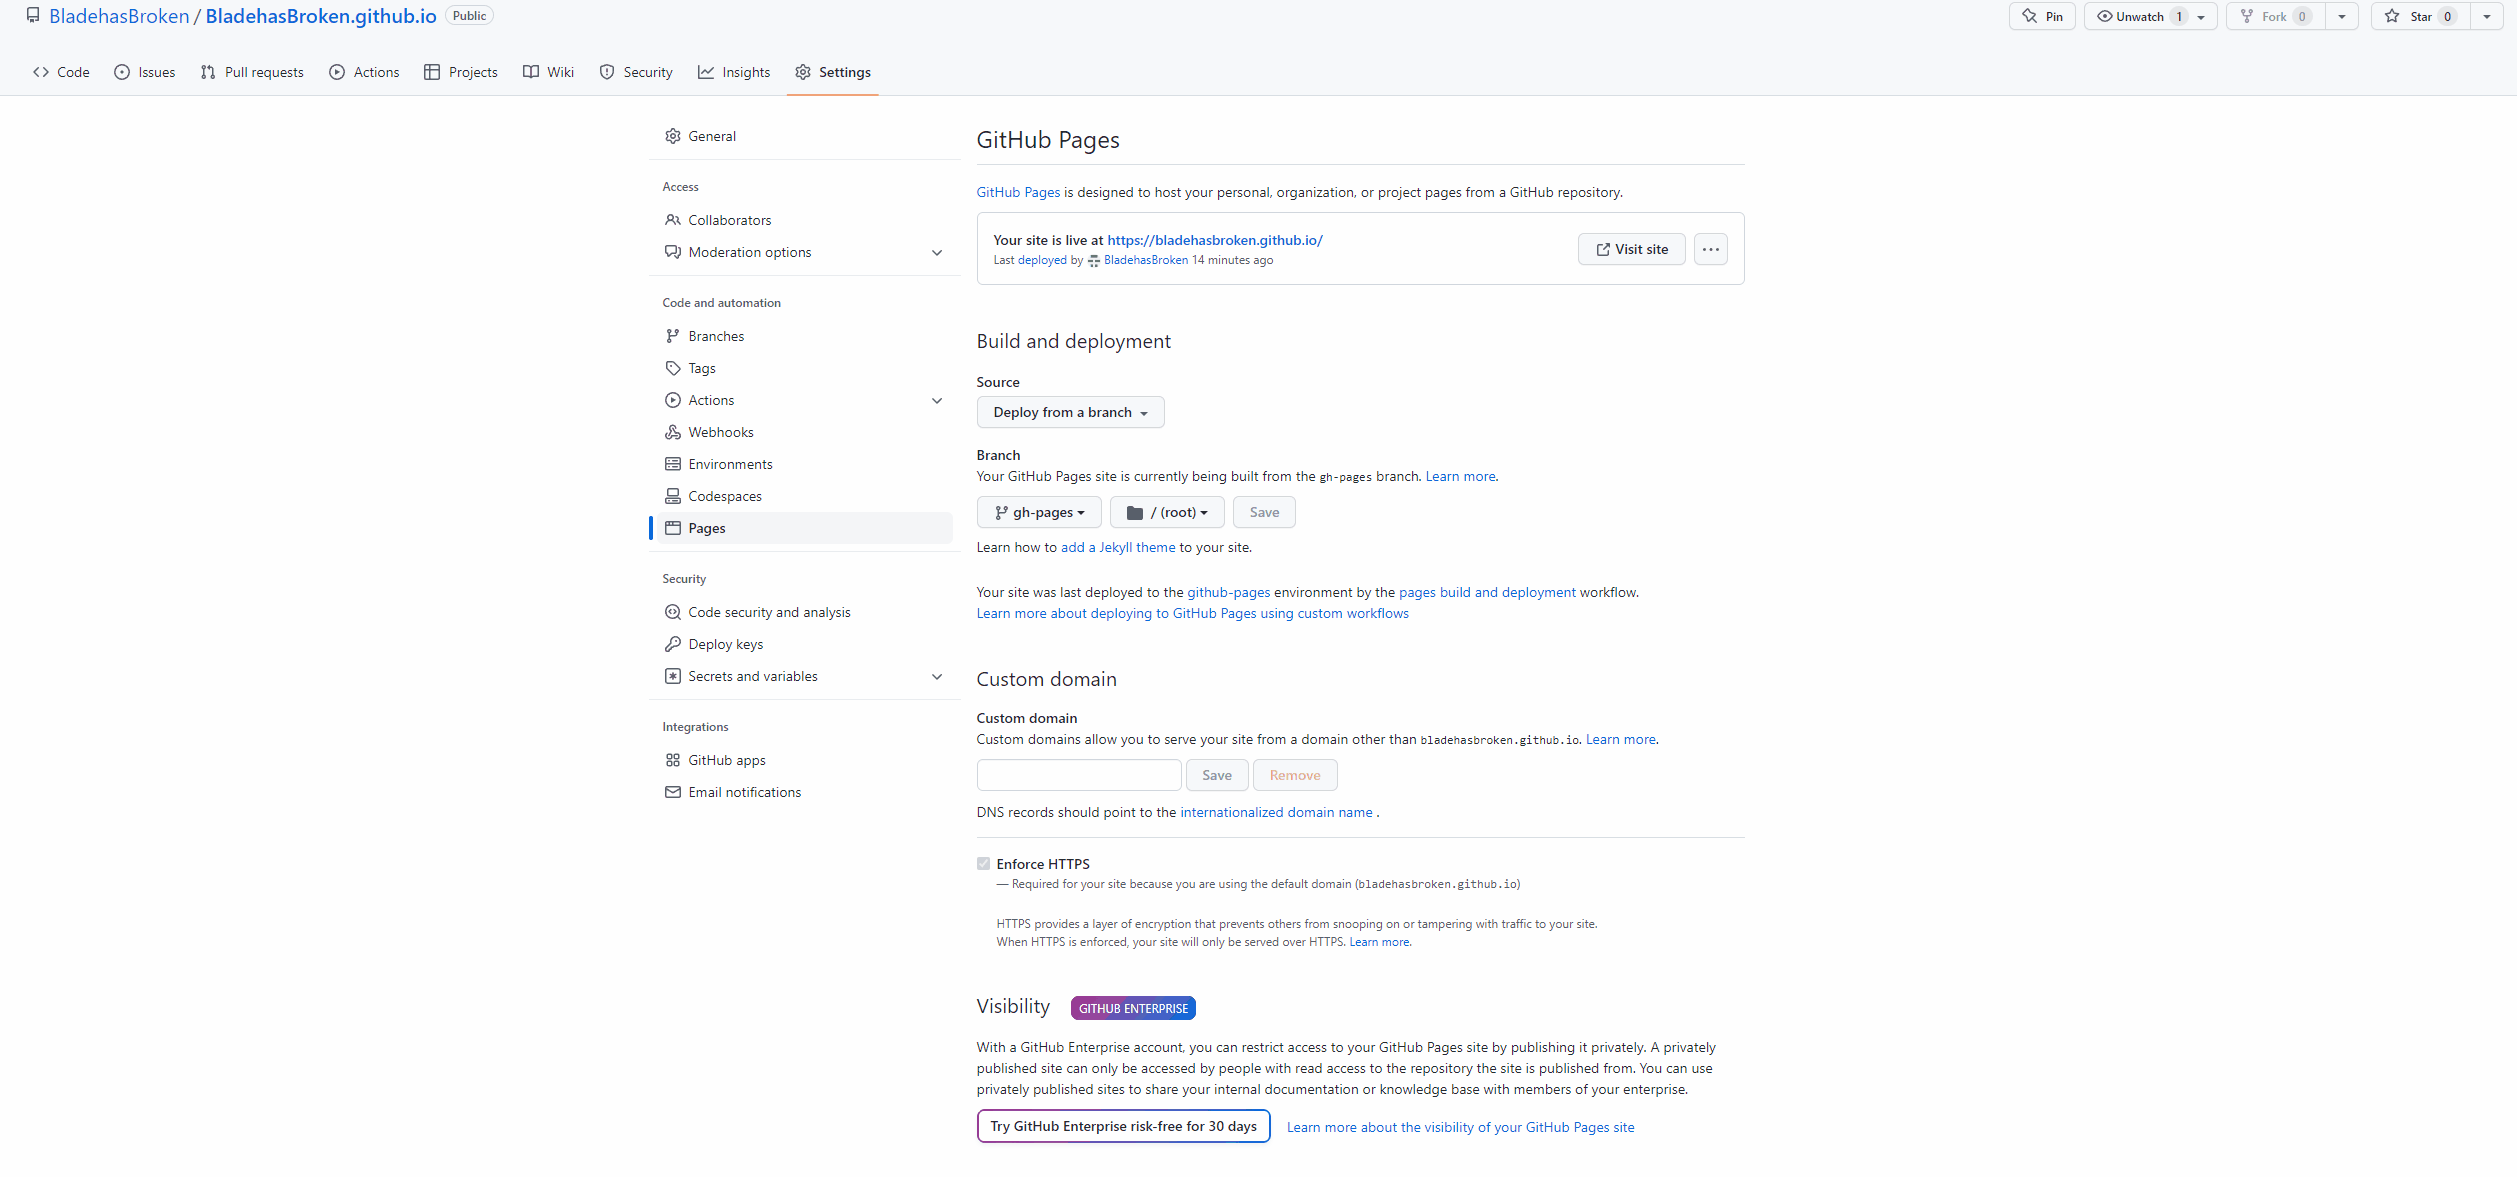 BladehasBroken / BladehasBroken.github.io Public
Pin Unwatch 1 Fork 0 Star 0
Code Issues Pull requests Actions Projects Wiki Security Insights Settings
General
Access
Collaborators
Moderation options
Code and automation
Branches
Tags
Actions
Webhooks
Environments
Codespaces
Pages
Security
Code security and analysis
Deploy keys
Secrets and variables
Integrations
GitHub apps
Email notifications
GitHub Pages
GitHub Pages is designed to host your personal, organization, or project pages from a GitHub repository.
Your site is live at https://bladehasbroken.github.io/
Last deployed by BladehasBroken 14 minutes ago
Visit site
Build and deployment
Source
Deploy from a branch
Branch
Your GitHub Pages site is currently being built from the gh-pages branch. Learn more.
gh-pages / (root) Save
Learn how to add a Jekyll theme to your site.
Your site was last deployed to the github-pages environment by the pages build and deployment workflow.
Learn more about deploying to GitHub Pages using custom workflows
Custom domain
Custom domain
Custom domains allow you to serve your site from a domain other than bladehasbroken.github.io. Learn more.
Save Remove
DNS records should point to the internationalized domain name .
Enforce HTTPS
— Required for your site because you are using the default domain (bladehasbroken.github.io)
HTTPS provides a layer of encryption that prevents others from snooping on or tampering with traffic to your site.
When HTTPS is enforced, your site will only be served over HTTPS. Learn more.
Visibility GITHUB ENTERPRISE
With a GitHub Enterprise account, you can restrict access to your GitHub Pages site by publishing it privately. A privately
published site can only be accessed by people with read access to the repository the site is published from. You can use
privately published sites to share your internal documentation or knowledge base with members of your enterprise.
Try GitHub Enterprise risk-free for 30 days Learn more about the visibility of your GitHub Pages site